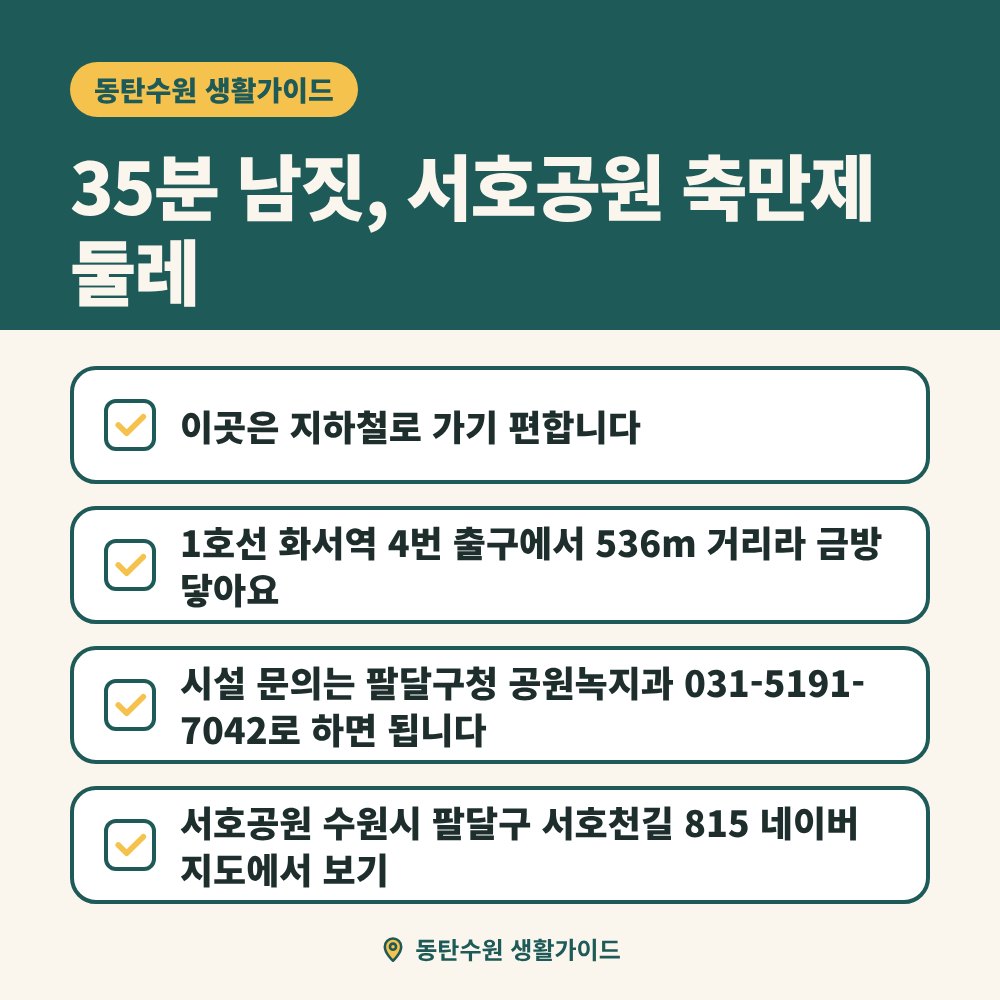 동탄수원 생활가이드
35분 남짓, 서호공원 축만제
둘레
이곳은 지하철로 가기 편합니다
1호선 화서역 4번 출구에서 536m 거리라 금방
닿아요
시설 문의는 팔달구청 공원녹지과 031-5191-
7042로 하면 됩니다
서호공원 수원시 팔달구 서호천길 815 네이버
지도에서 보기
동탄수원 생활가이드